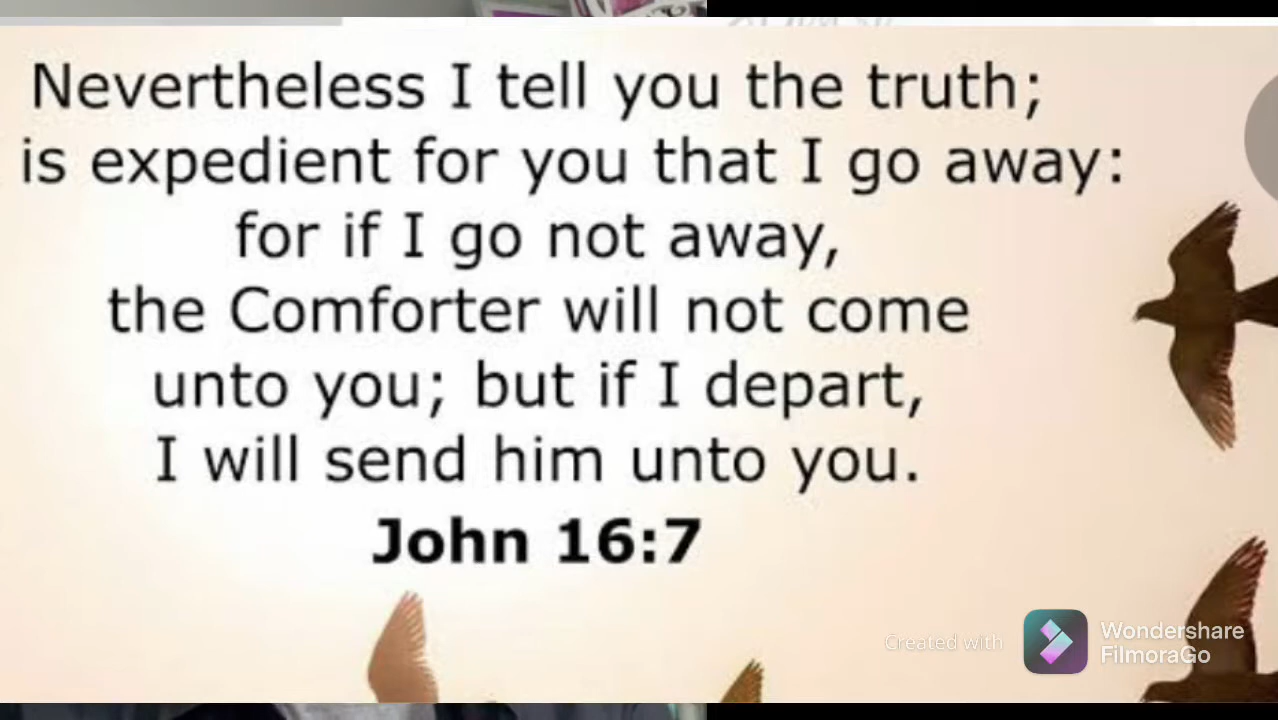 Nevertheless I tell you the truth;
is expedient for you that I go away:
for if I go not away,
the Comforter will not come
unto you; but if I depart,
I will send him unto you.
John 16:7
Created with
Wondershare
FilmoraGo